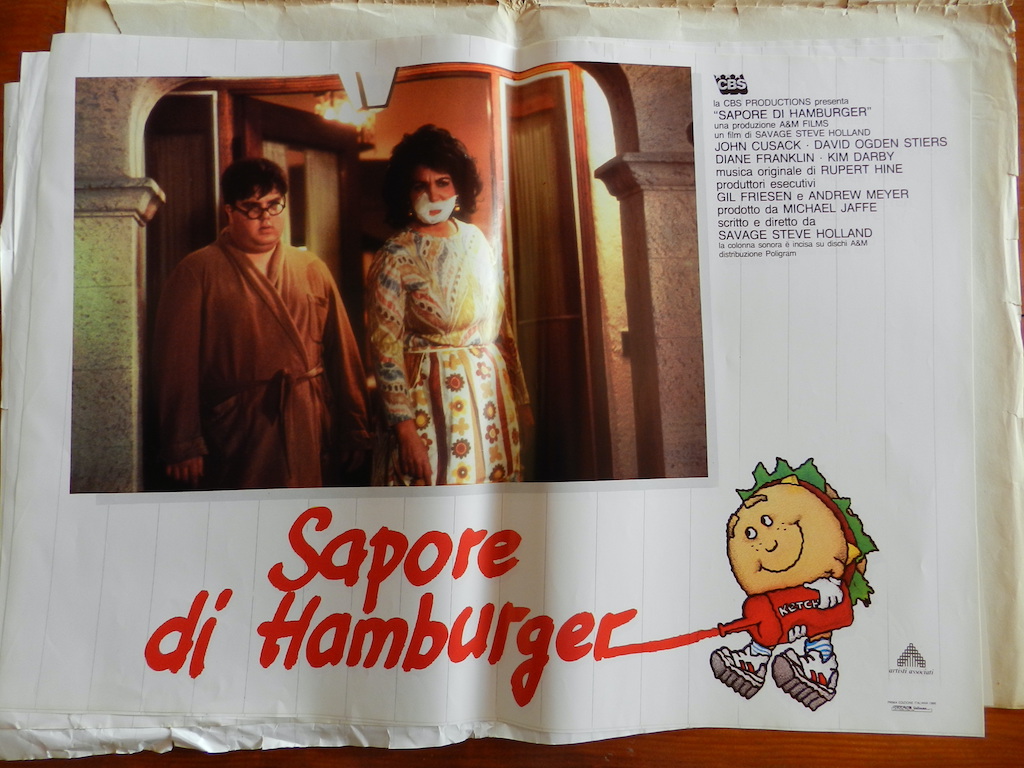 CBS
la CBS PRODUCTIONS presenta
"SAPORE DI HAMBURGER"
una produzione A&M FILMS
un film di SAVAGE STEVE HOLLAND
JOHN CUSACK · DAVID OGDEN STIERS
DIANE FRANKLIN · KIM DARBY
musica originale di RUPERT HINE
produttori esecutivi
GIL FRIESEN e ANDREW MEYER
prodotto da MICHAEL JAFFE
scritto e diretto da
SAVAGE STEVE HOLLAND
la colonna sonora è incisa su dischi A&M
distribuzione Poligram
Sapore
di Hamburger
KETCH
artisti associati